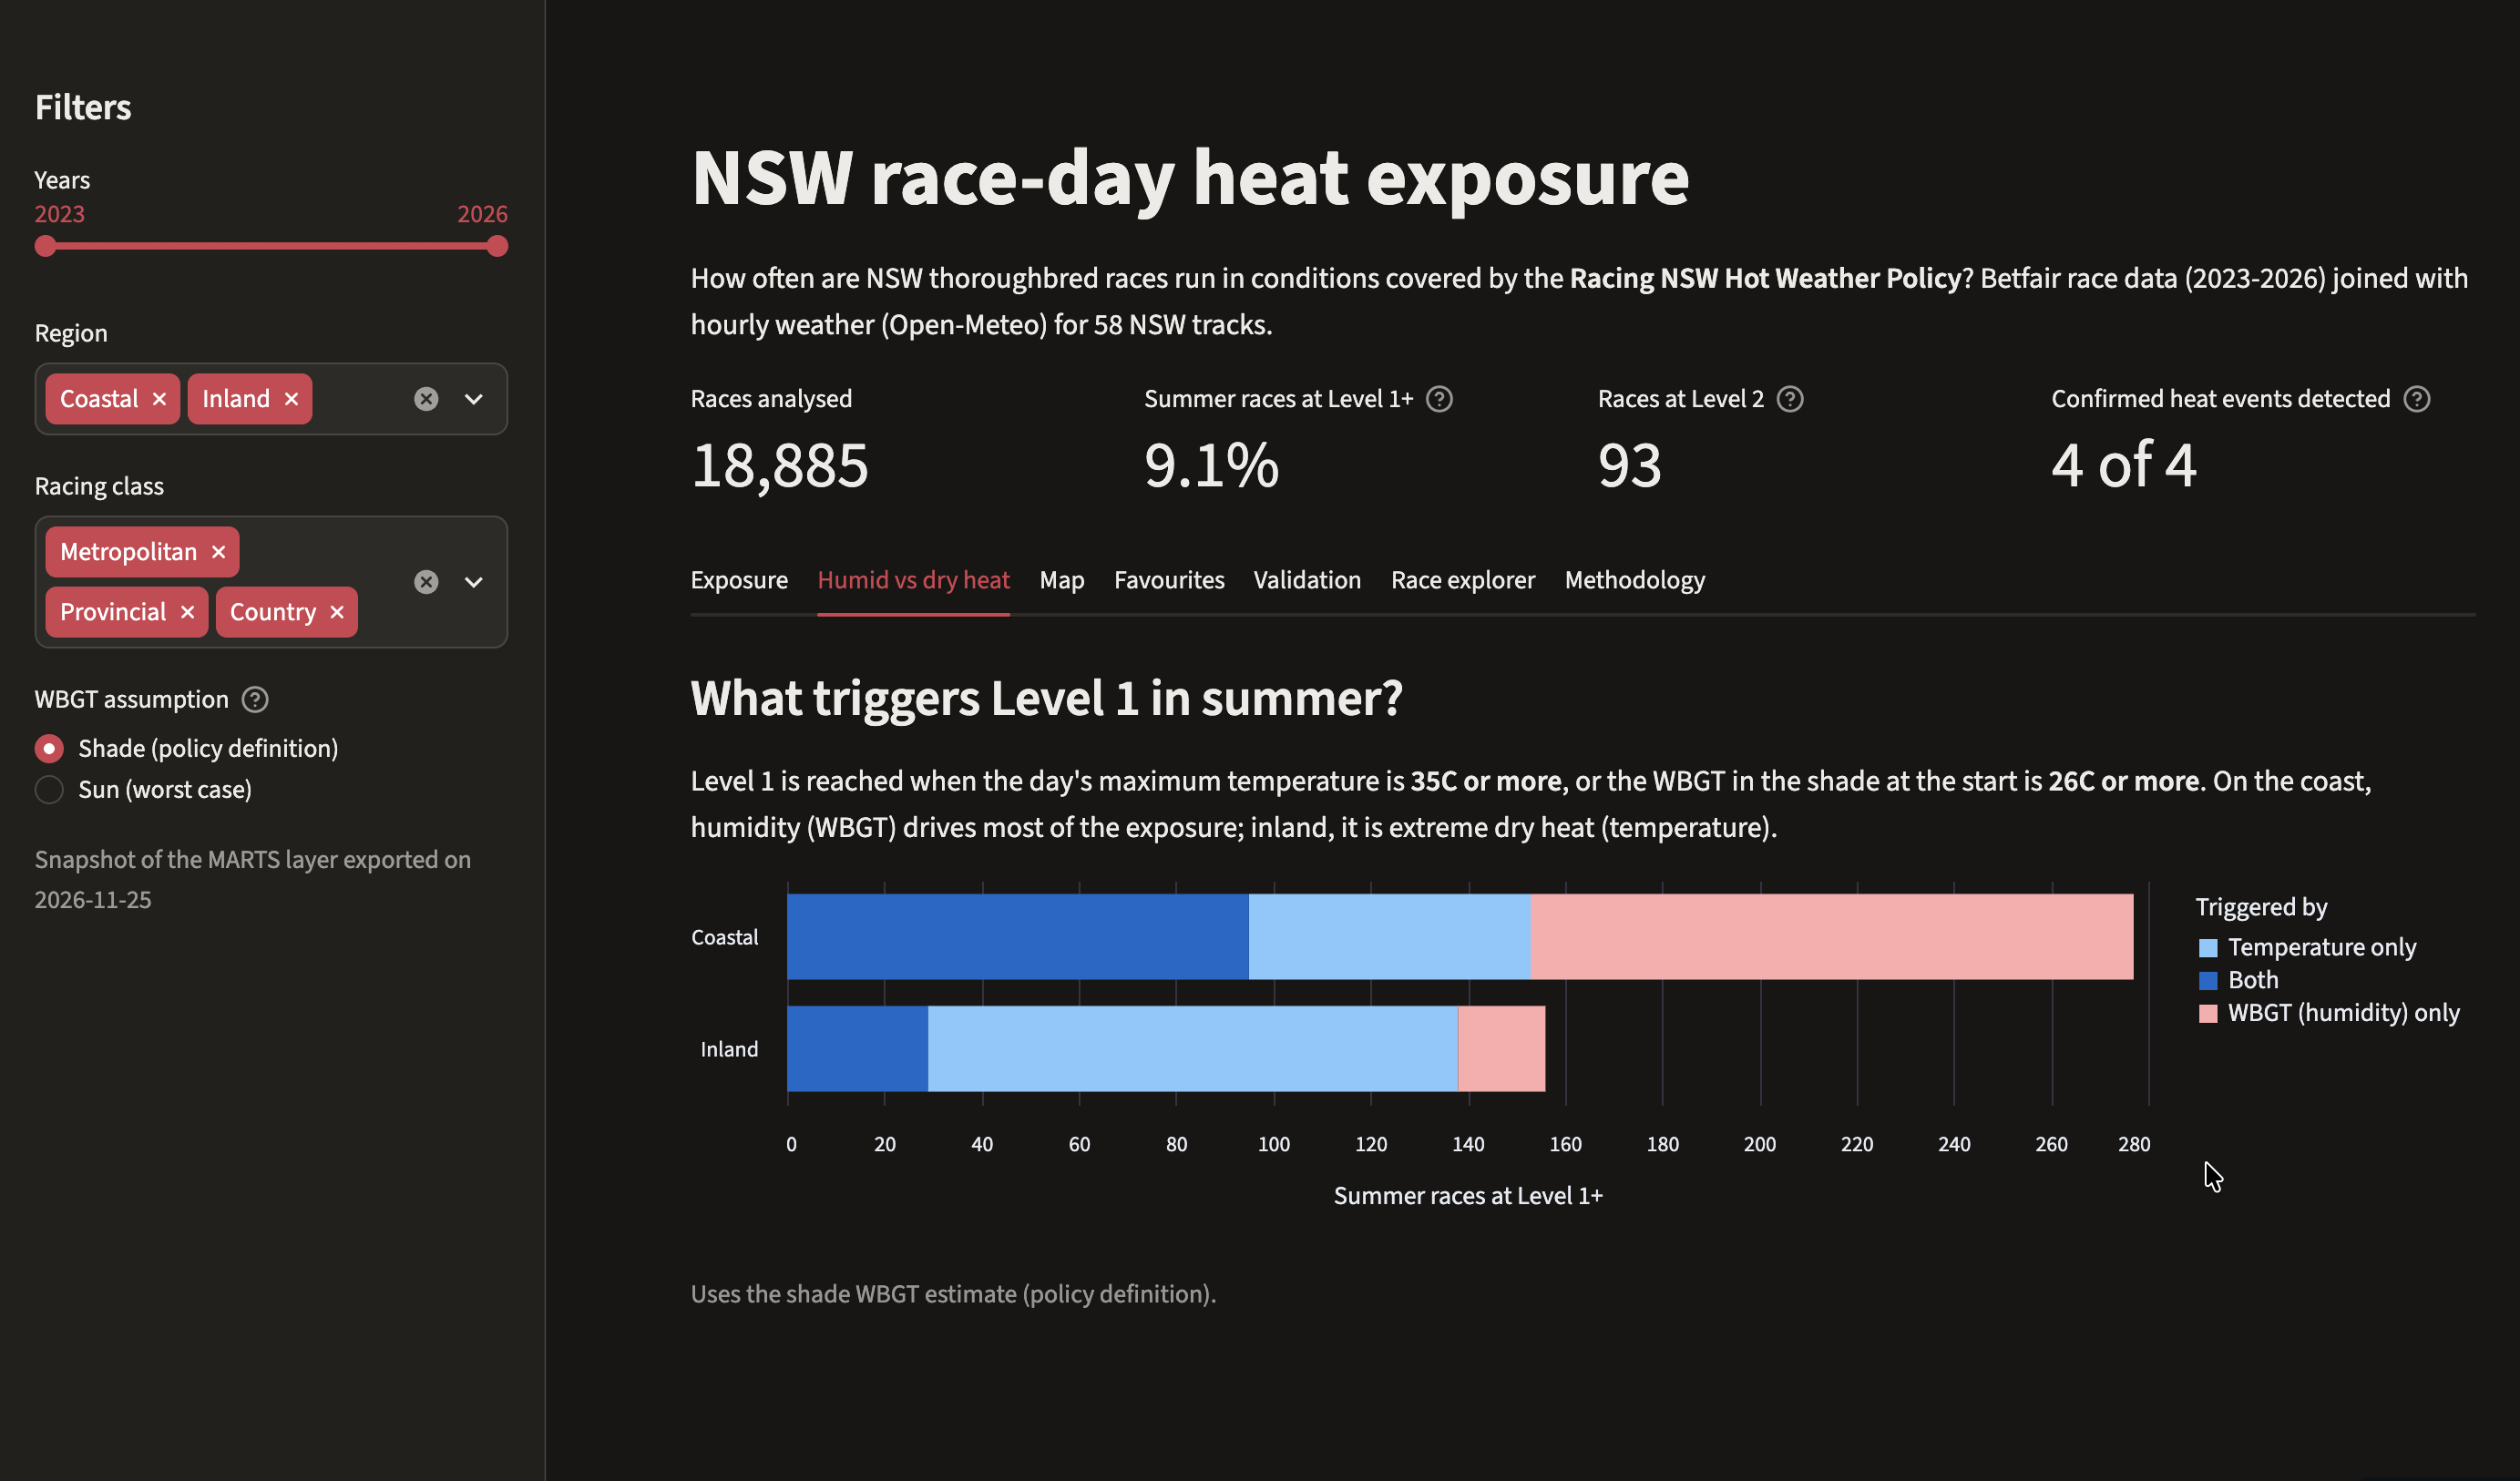 Filters
Years
2023 2026
Region
Coastal Inland
Racing class
Metropolitan
Provincial Country
WBGT assumption
Shade (policy definition)
Sun (worst case)
Snapshot of the MARTS layer exported on
2026-11-25
NSW race-day heat exposure
How often are NSW thoroughbred races run in conditions covered by the Racing NSW Hot Weather Policy? Betfair race data (2023-2026) joined with
hourly weather (Open-Meteo) for 58 NSW tracks.
Races analysed
18,885
Summer races at Level 1+
9.1%
Races at Level 2
93
Confirmed heat events detected
4 of 4
Exposure Humid vs dry heat Map Favourites Validation Race explorer Methodology
What triggers Level 1 in summer?
Level 1 is reached when the day's maximum temperature is 35C or more, or the WBGT in the shade at the start is 26C or more. On the coast,
humidity (WBGT) drives most of the exposure; inland, it is extreme dry heat (temperature).
Coastal
Inland
0 20 40 60 80 100 120 140 160 180 200 220 240 260 280
Summer races at Level 1+
Triggered by
Temperature only
Both
WBGT (humidity) only
Uses the shade WBGT estimate (policy definition).